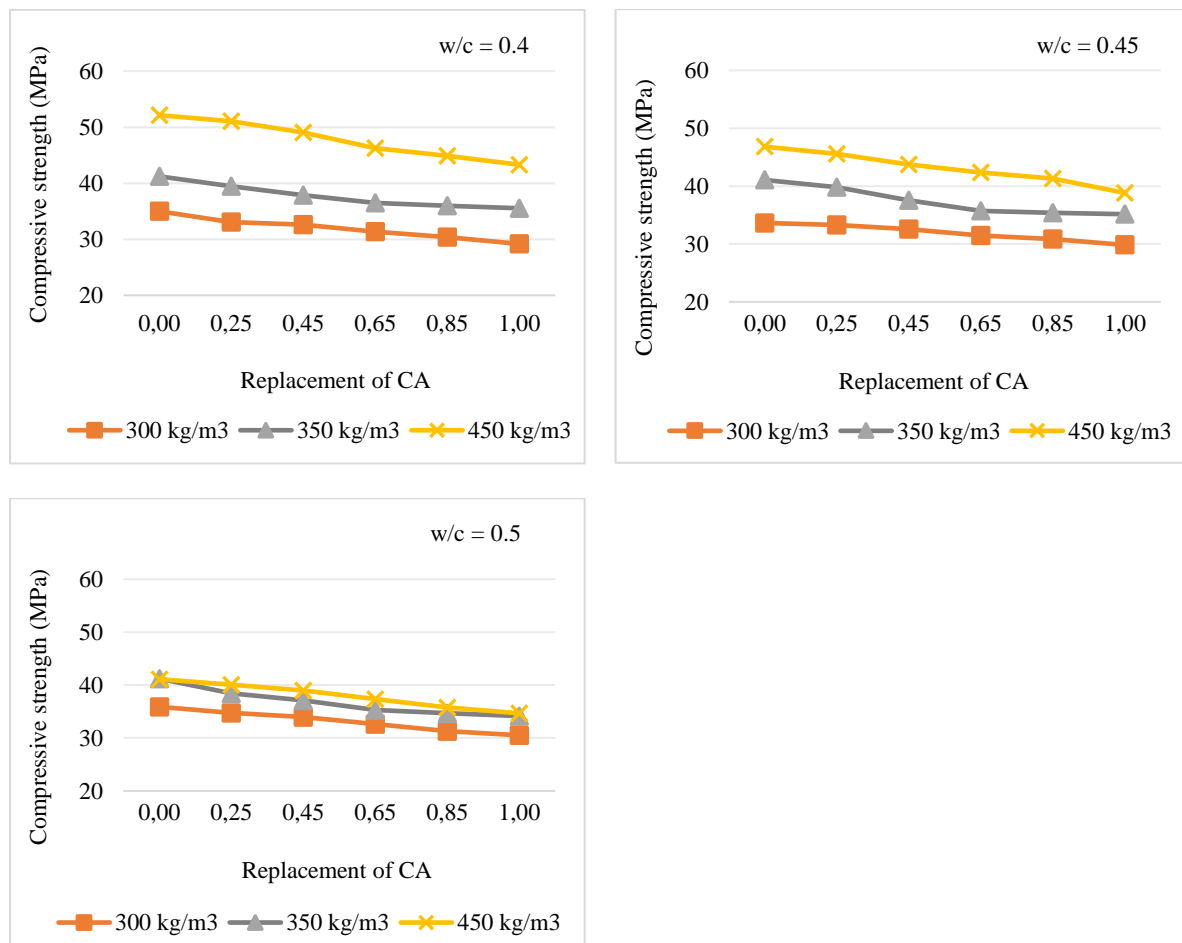 w/c = 0.4
Compressive strength (MPa)
60
50
40
30
20
0,00 0,25 0,45 0,65 0,85 1,00
Replacement of CA
300 kg/m3 350 kg/m3 450 kg/m3
w/c = 0.45
Compressive strength (MPa)
60
50
40
30
20
0,00 0,25 0,45 0,65 0,85 1,00
Replacement of CA
300 kg/m3 350 kg/m3 450 kg/m3
w/c = 0.5
Compressive strength (MPa)
60
50
40
30
20
0,00 0,25 0,45 0,65 0,85 1,00
Replacement of CA
300 kg/m3 350 kg/m3 450 kg/m3